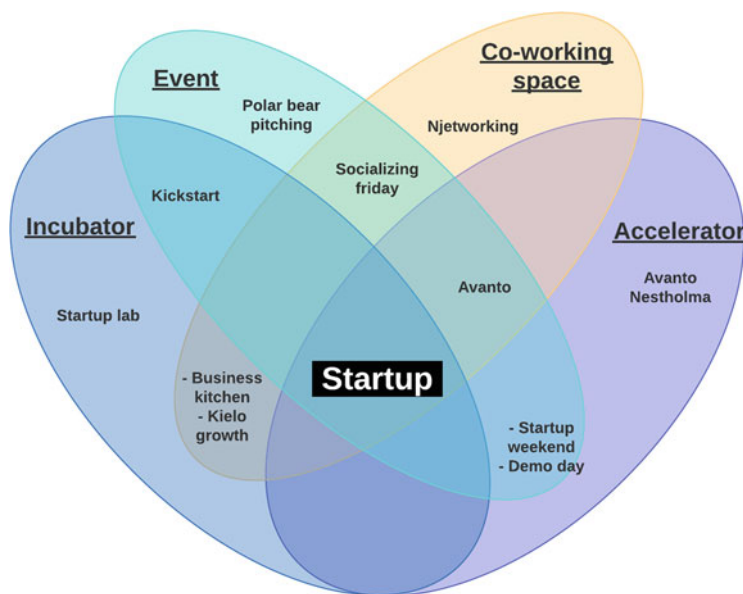 Event
Co-working
space
Polar bear
pitching
Njetworking
Socializing
friday
Kickstart
Incubator
Accelerator
Avanto
Avanto
Nestholma
Startup lab
Startup
- Business
kitchen
- Kielo
growth
- Startup
weekend
- Demo day